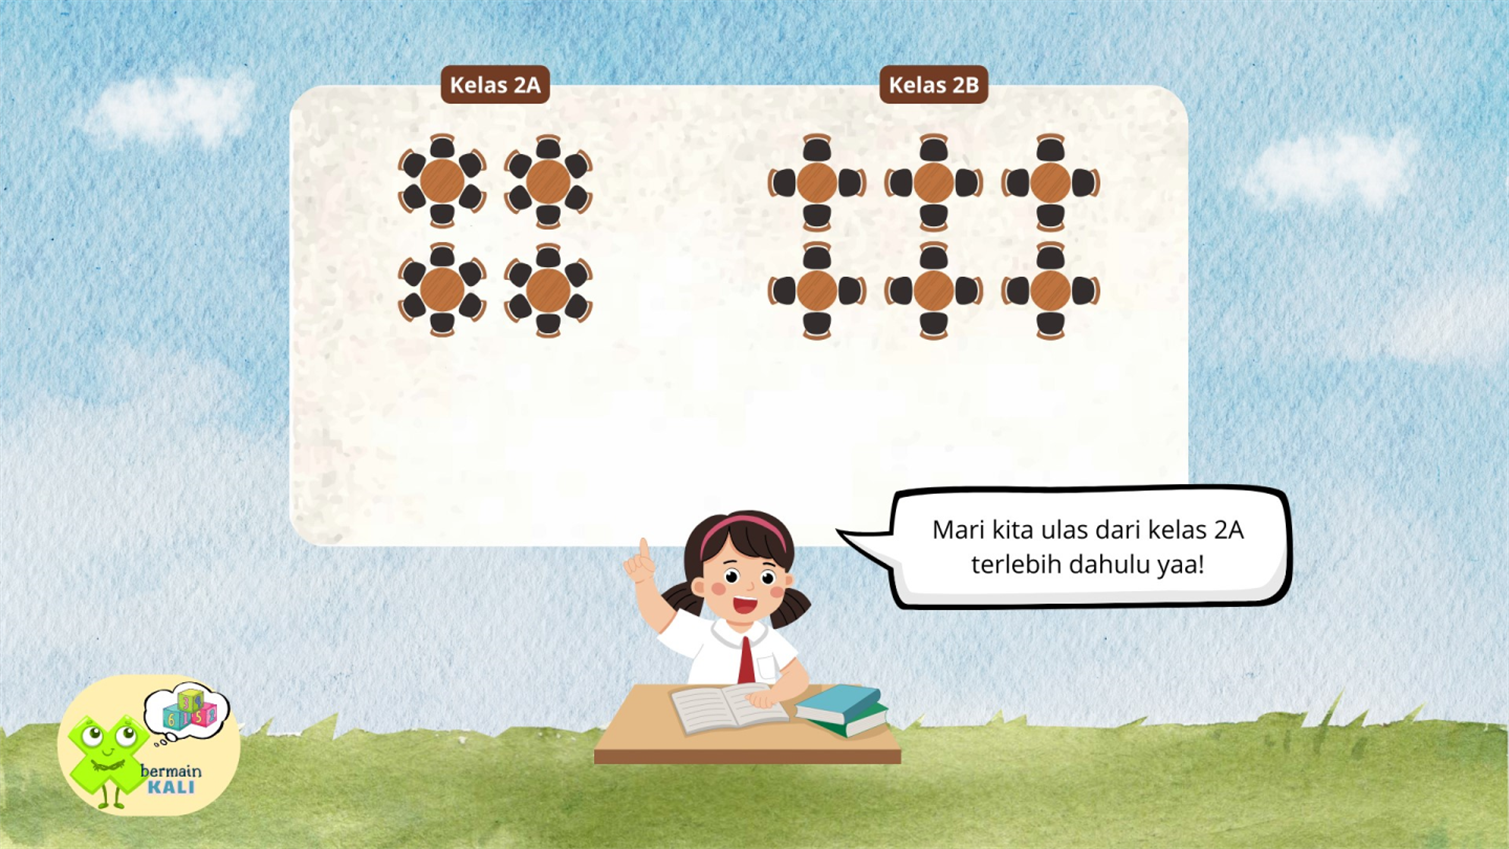 Kelas 2A
Kelas 2B
Mari kita ulas dari kelas 2A
terlebih dahulu yaa!
bermain
KALI